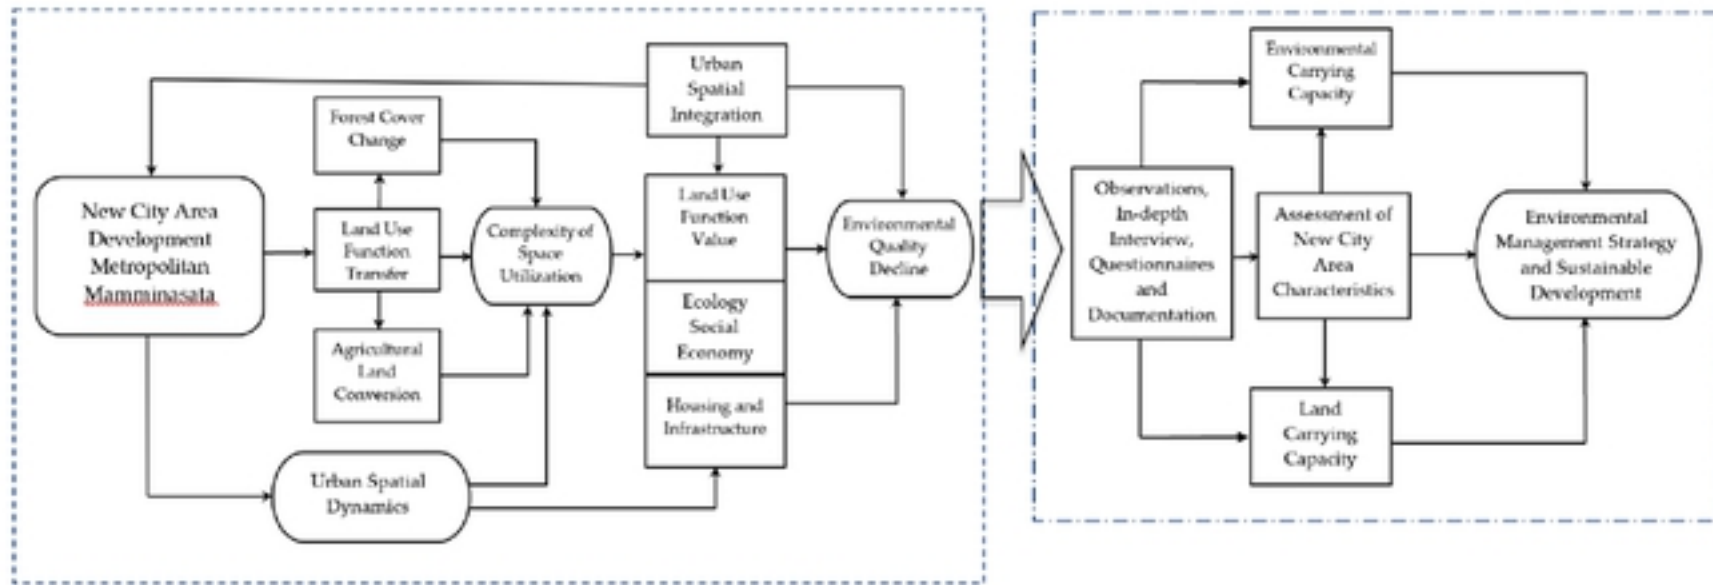 New City Area
Development
Metropolitan
Mamminasata
Forest Cover
Change
Land Use
Function
Transfer
Agricultural
Land
Conversion
Urban Spatial
Dynamics
Complexity of
Space
Utilization
Urban
Spatial
Integration
Land Use
Function
Value
Ecology
Social
Economy
Housing and
Infrastructure
Environmental
Quality
Decline
Observations,
In-depth
Interview,
Questionnaires
and
Documentation
Environmental
Carrying
Capacity
Assessment of
New City
Area
Characteristics
Land
Carrying
Capacity
Environmental
Management Strategy
and Sustainable
Development